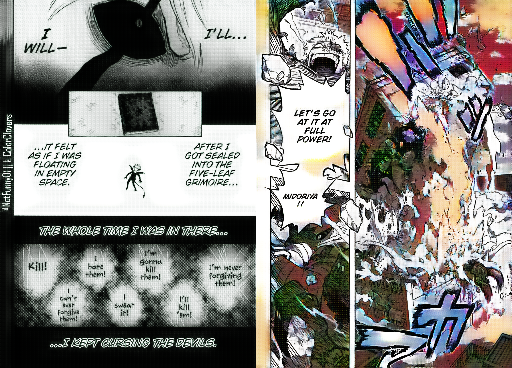 I
WILL—
I'LL...
...IT FELT
AS IF I WAS
FLOATING
IN EMPTY
SPACE.
AFTER I
GOT SEALED
INTO THE
FIVE-LEAF
GRIMOIRE...
THE WHOLE TIME I WAS IN THERE...
Kill!
I
hate
them!
I'm
gonna
kill
them!
I'm never
forgiving
them!
I
can't
ever
forgive
them!
I
swear
it!
I'll
kill
'em!
...I KEPT CURSING THE DEVILS.
LET'S GO
AT IT AT
FULL
POWER!
MIDORIYA
!!
カ